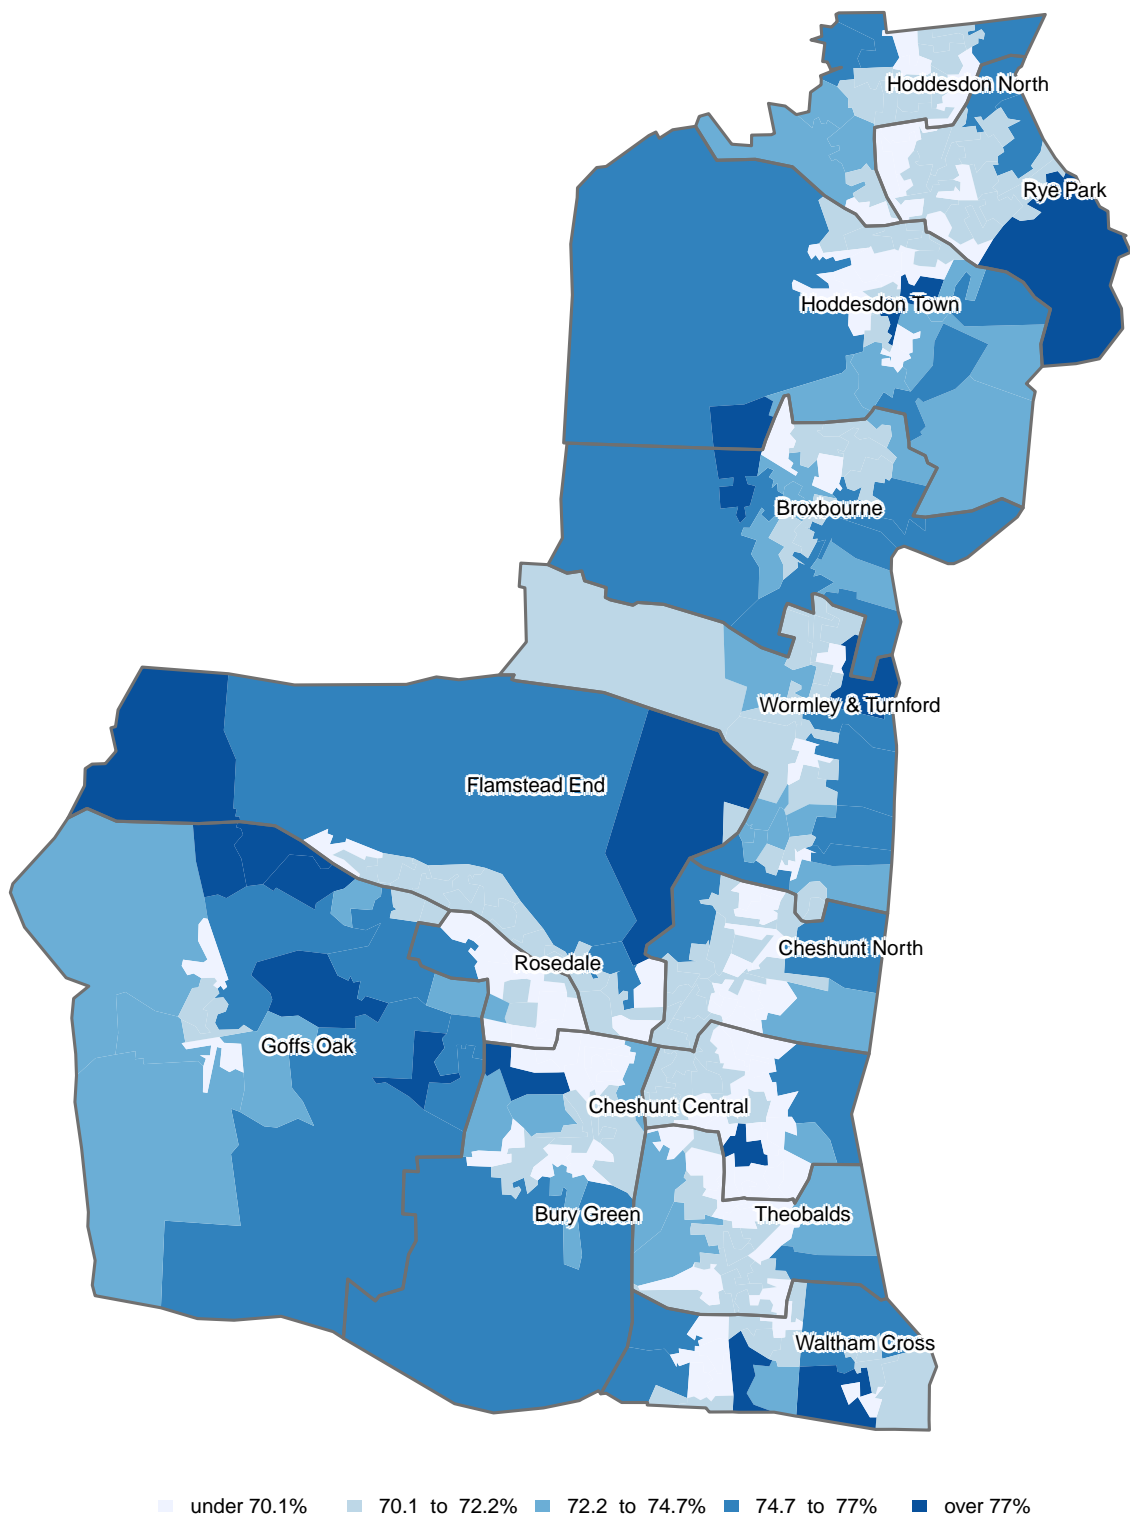 Hoddesdon North
Rye Park
Hoddesdon Town
Broxbourne
Wormley & Turnford
Flamstead End
Cheshunt North
Rosedale
Goffs Oak
Cheshunt Central
Bury Green
Theobalds
Waltham Cross
under 70.1% 70.1 to 72.2% 72.2 to 74.7% 74.7 to 77% over 77%